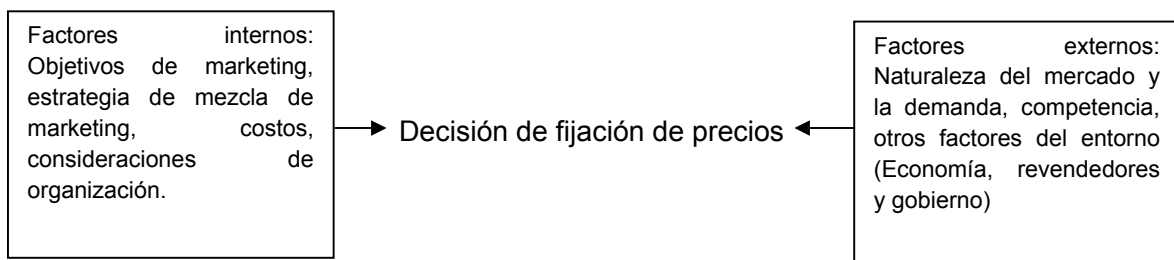 Factores internos:
Objetivos de marketing,
estrategia de mezcla de
marketing, costos,
consideraciones de
organización.
Decisión de fijación de precios
Factores externos:
Naturaleza del mercado y
la demanda, competencia,
otros factores del entorno
(Economía, revendedores
y gobierno)